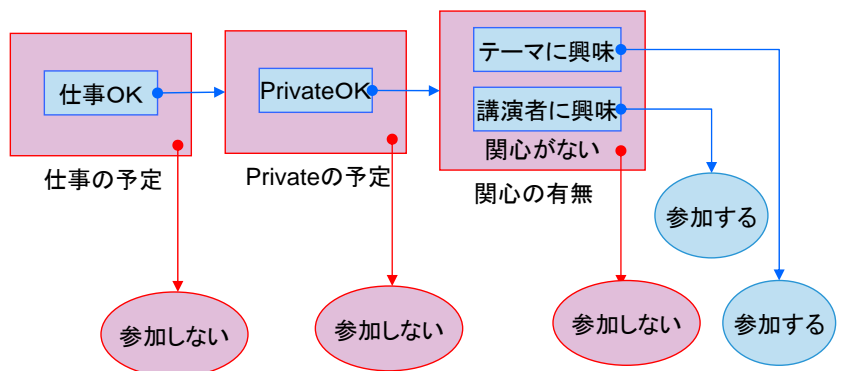 仕事OK
仕事の予定
PrivateOK
Privateの予定
テーマに興味
講演者に興味
関心がない
関心の有無
参加する
参加しない
参加しない
参加しない
参加する